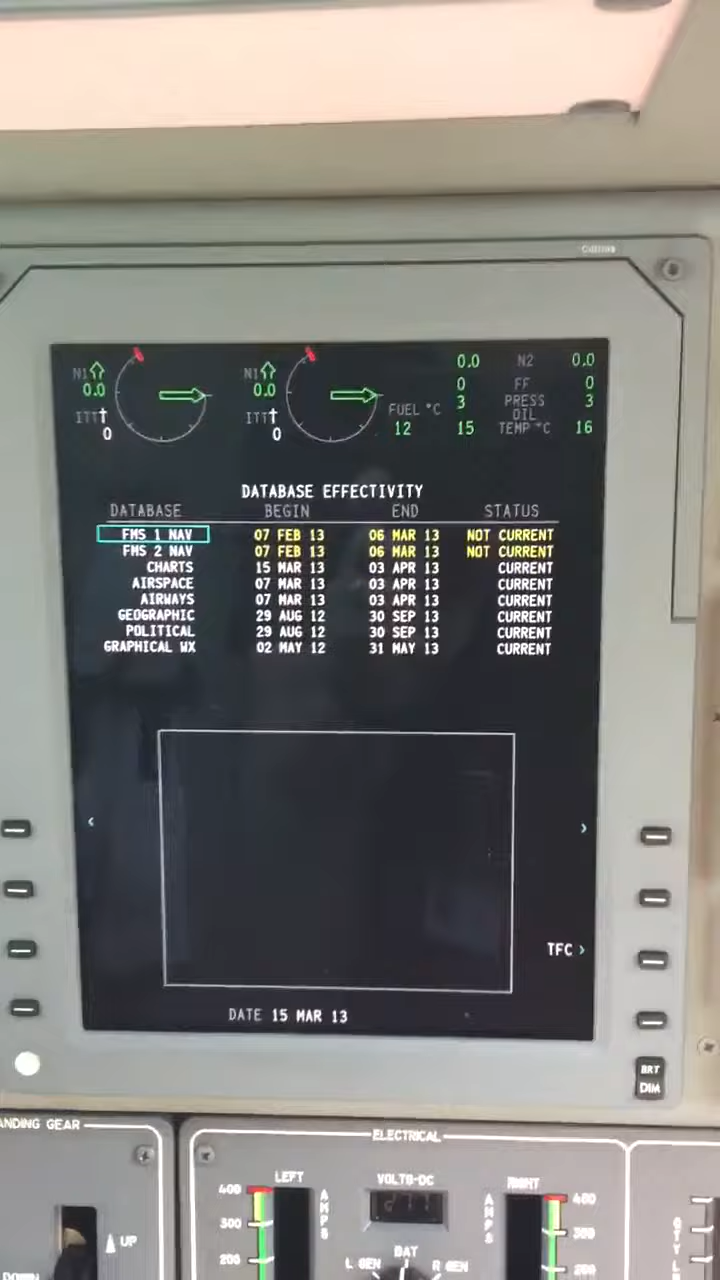 Collins
N1 0.0 N1 0.0 0.0 N2 0.0
0 FF 0
ITT 0 ITT 0 FUEL °C 3 PRESS 3
OIL
12 15 TEMP °C 16
DATABASE EFFECTIVITY
DATABASE BEGIN END STATUS
FMS 1 NAV 07 FEB 13 06 MAR 13 NOT CURRENT
FMS 2 NAV 07 FEB 13 06 MAR 13 NOT CURRENT
CHARTS 15 MAR 13 03 APR 13 CURRENT
AIRSPACE 07 MAR 13 03 APR 13 CURRENT
AIRWAYS 07 MAR 13 03 APR 13 CURRENT
GEOGRAPHIC 29 AUG 12 30 SEP 13 CURRENT
POLITICAL 29 AUG 12 30 SEP 13 CURRENT
GRAPHICAL WX 02 MAY 12 31 MAY 13 CURRENT
TFC >
DATE 15 MAR 13
BRT
DIM
ANDING GEAR
UP
DOWN
ELECTRICAL
LEFT VOLTS-DC RIGHT
400 AMPS AMPS 400
300 300
200 200
BAT
L GEN R GEN
QTY L